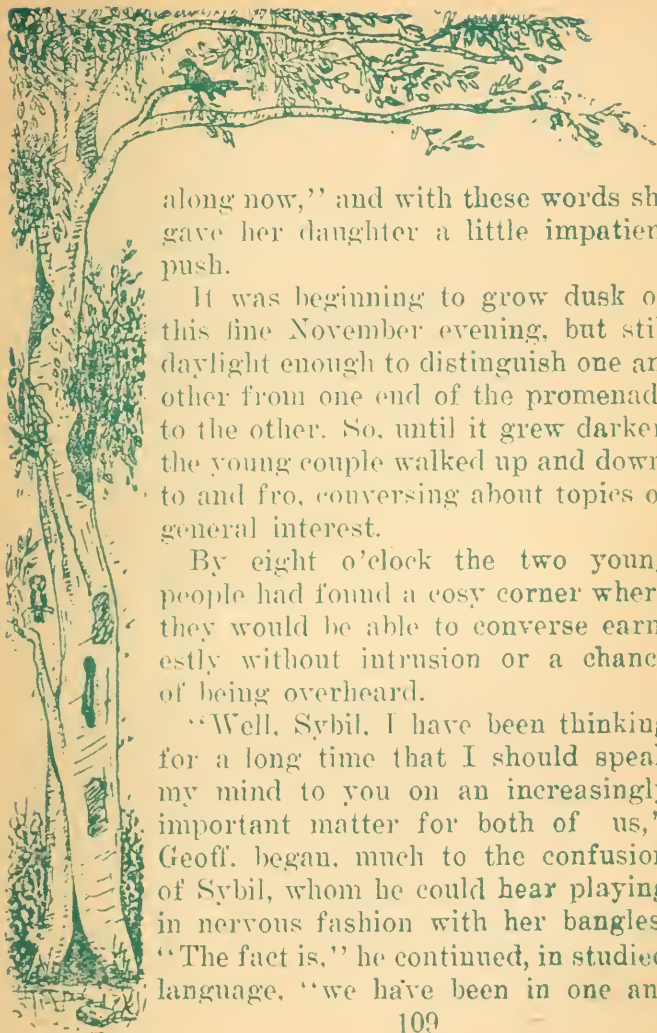 along now,'' and with these words sh
gave her daughter a little impatien
push.
It was beginning to grow dusk o
this fine November evening, but stil
daylight enough to distinguish one an
other from one end of the promenad
to the other. So, until it grew darker
the young couple walked up and down
to and fro, conversing about topics o
general interest.
By eight o'clock the two young
people had found a cosy corner wher
they would be able to converse earn
estly without intrusion or a chanc
of being overheard.
''Well, Sybil, I have been thinking
for a long time that I should speak
my mind to you on an increasingly
important matter for both of us,'
Geoff. began, much to the confusion
of Sybil, whom he could hear playing
in nervous fashion with her bangles
''The fact is,'' he continued, in studied
language, ''we have been in one an
109